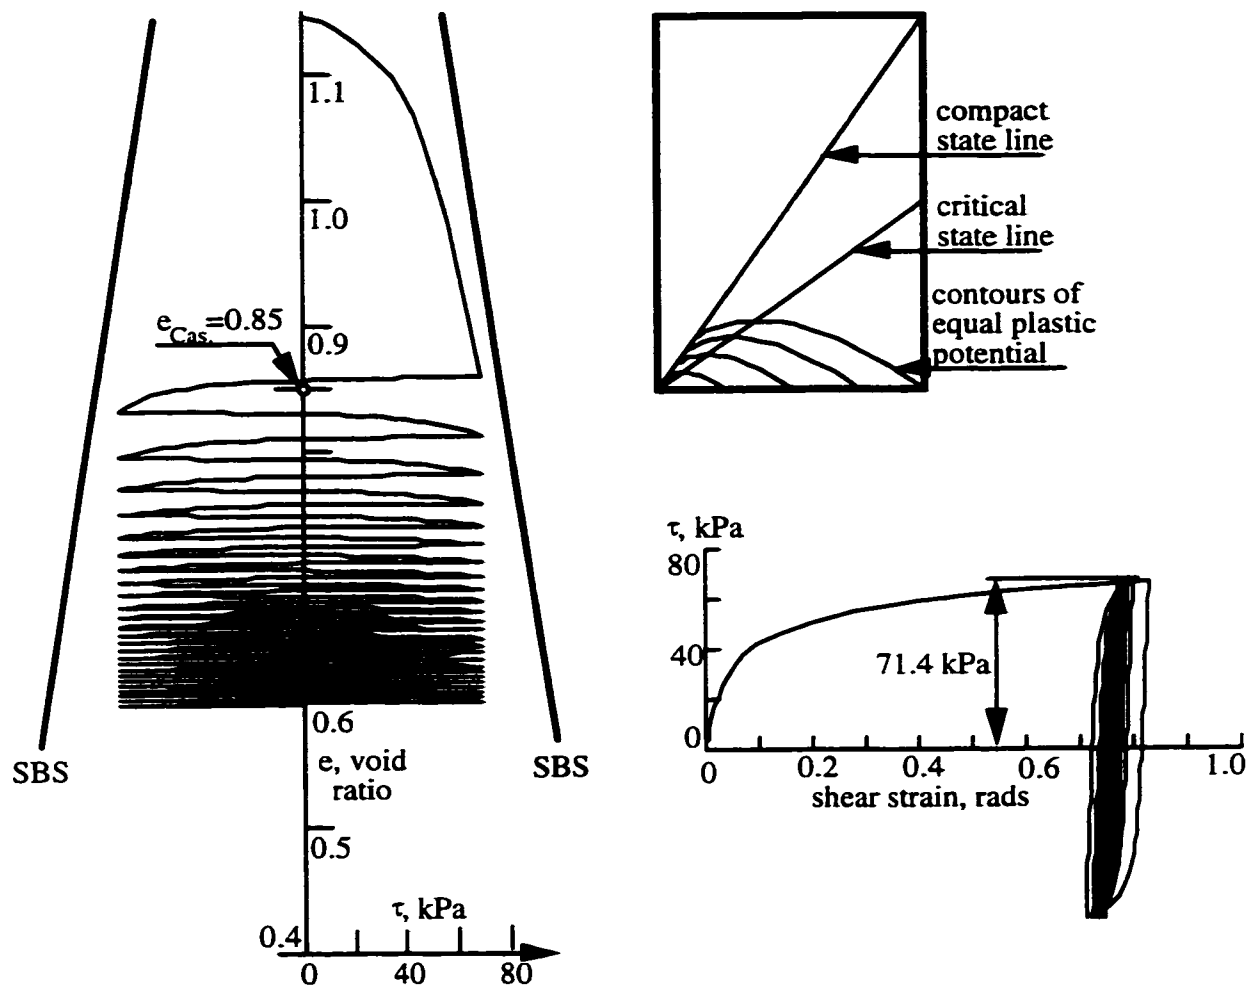 1.1
1.0
e_Cas.=0.85
0.9
0.6
SBS
SBS
e, void
ratio
0.5
τ, kPa
0.4
0
40
80
compact
state line
critical
state line
contours of
equal plastic
potential
τ, kPa
80
40
71.4 kPa
0
0
0.2
0.4
0.6
1.0
shear strain, rads